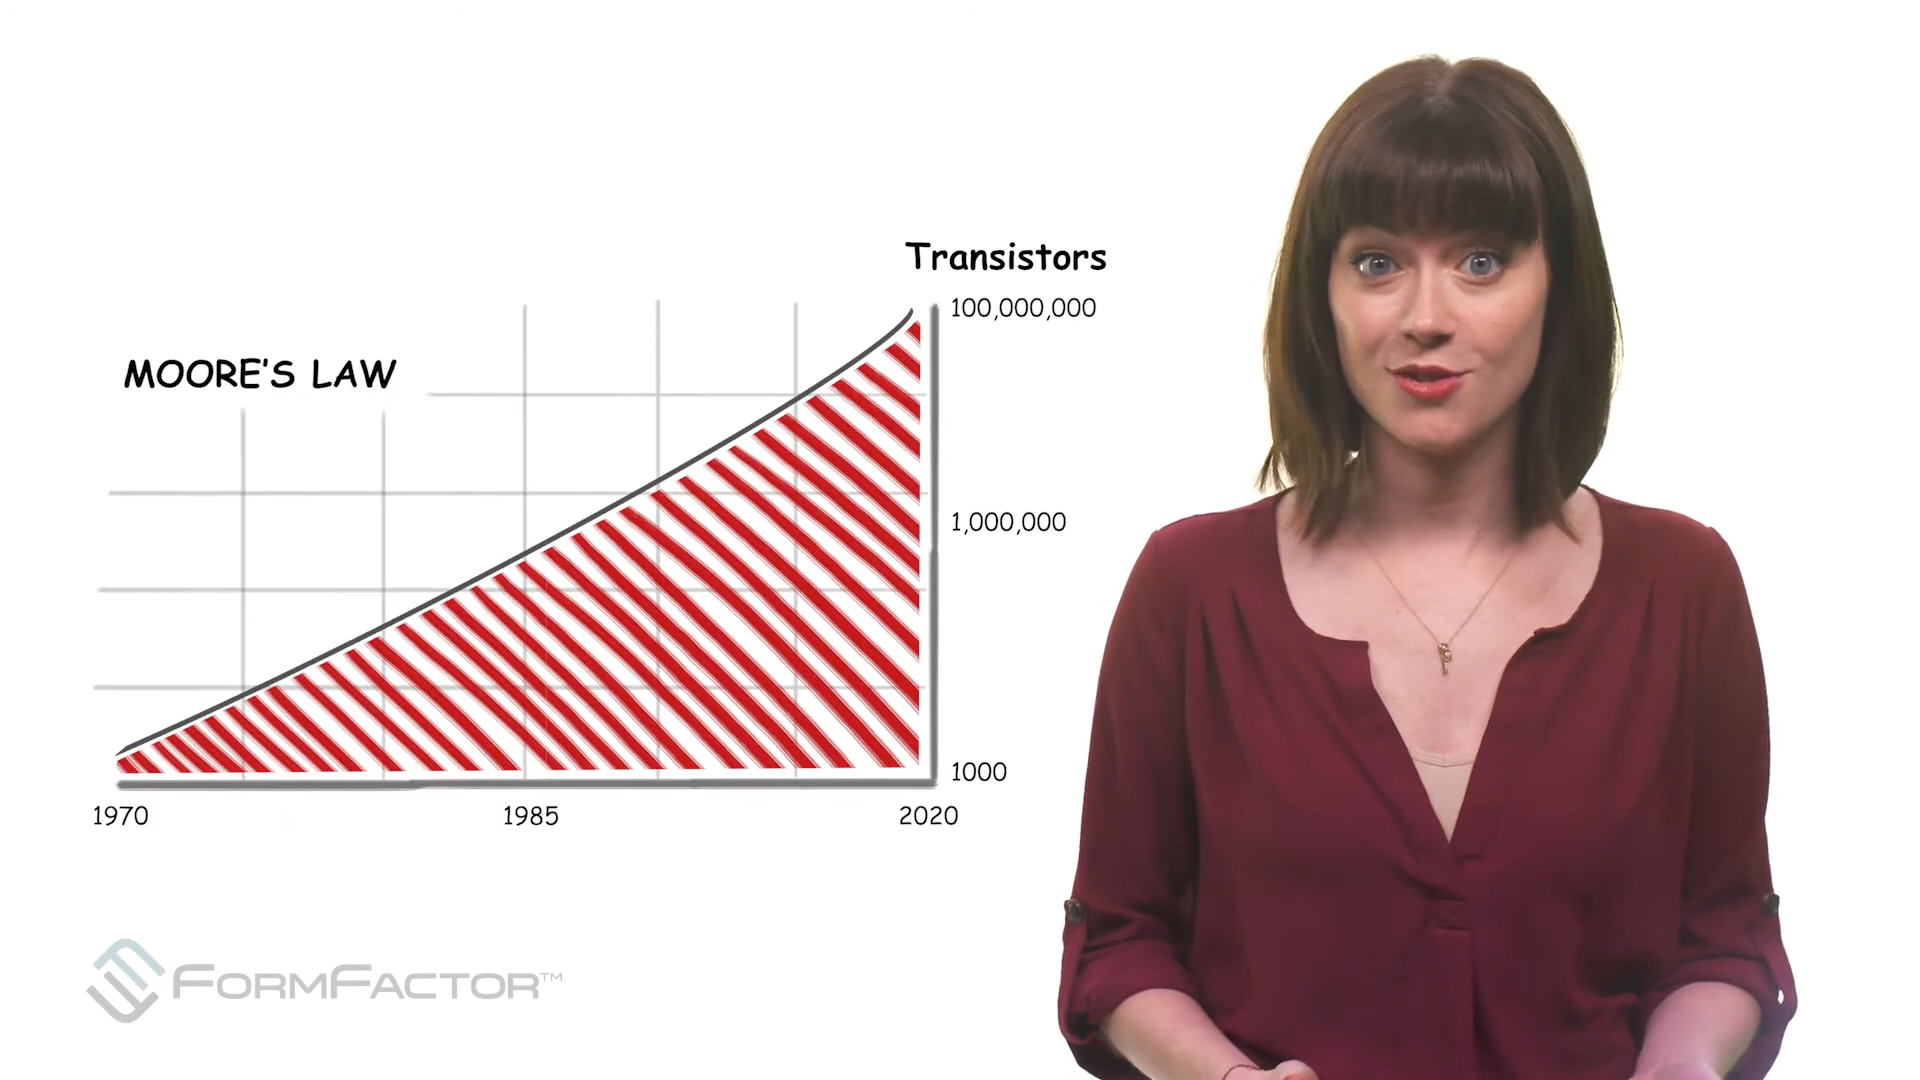 Transistors
100,000,000
MOORE'S LAW
1,000,000
1000
1970 1985 2020
FORMFACTOR™